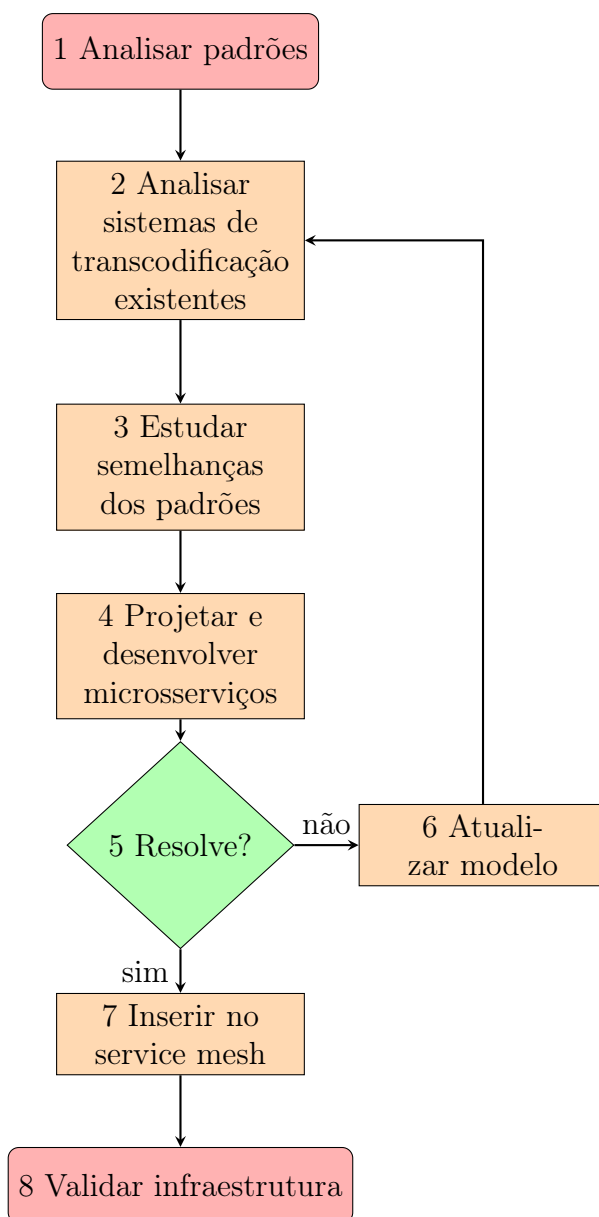 1 Analisar padrões
2 Analisar
sistemas de
transcodificação
existentes
3 Estudar
semelhanças
dos padrões
4 Projetar e
desenvolver
microsserviços
5 Resolve?
não
6 Atuali-
zar modelo
sim
7 Inserir no
service mesh
8 Validar infraestrutura